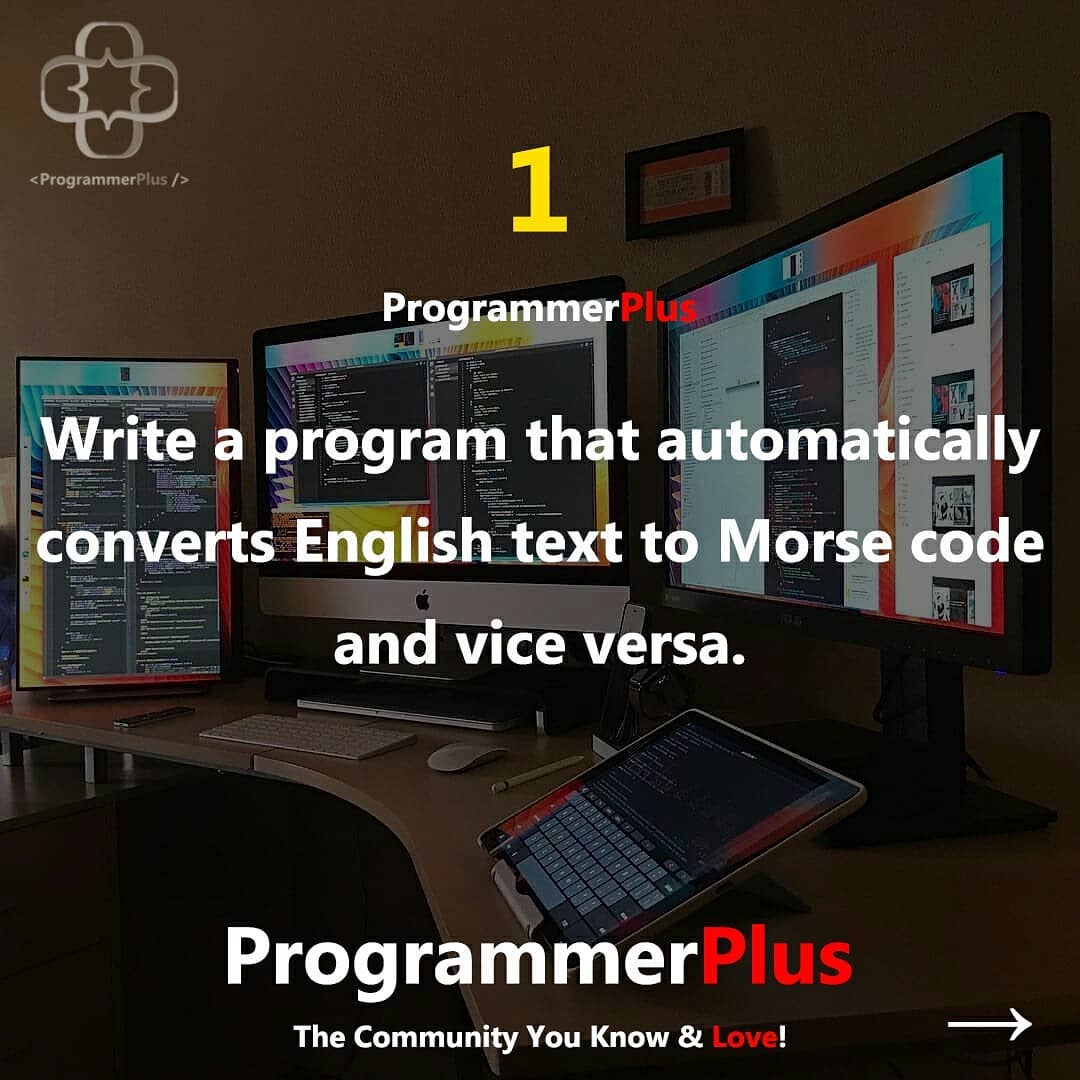 <ProgrammerPlus />
1
ProgrammerPlus
Write a program that automatically
converts English text to Morse code
and vice versa.
ProgrammerPlus
The Community You Know & Love!